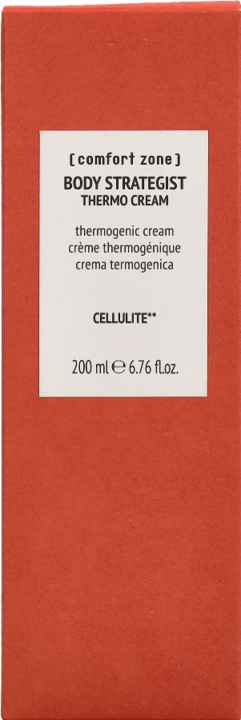 [ comfort zone ]
BODY STRATEGIST
THERMO CREAM
thermogenic cream
crème thermogénique
crema termogenica
CELLULITE**
200 ml ℮ 6.76 fl.oz.